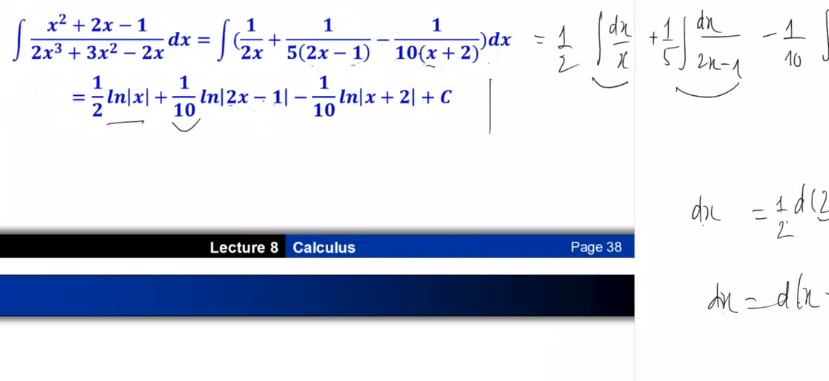 ∫ (x² + 2x − 1)/(2x³ + 3x² − 2x) dx = ∫(1/(2x) + 1/(5(2x − 1)) − 1/(10(x + 2)))dx = 1/2 ∫ dx/x + 1/5 ∫ dx/(2x−1) − 1/10 ∫
= 1/2 ln|x| + 1/10 ln|2x − 1| − 1/10 ln|x + 2| + C
dx = 1/2 d(2
Lecture 8 Calculus Page 38
dx = d(x